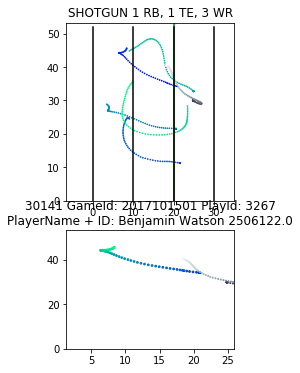 SHOTGUN 1 RB, 1 TE, 3 WR
50
40
30
20
10
0
0 10 20 30
30141 GameId: 2017101501 PlayId: 3267
PlayerName + ID: Benjamin Watson 2506122.0
40
20
0
5 10 15 20 25